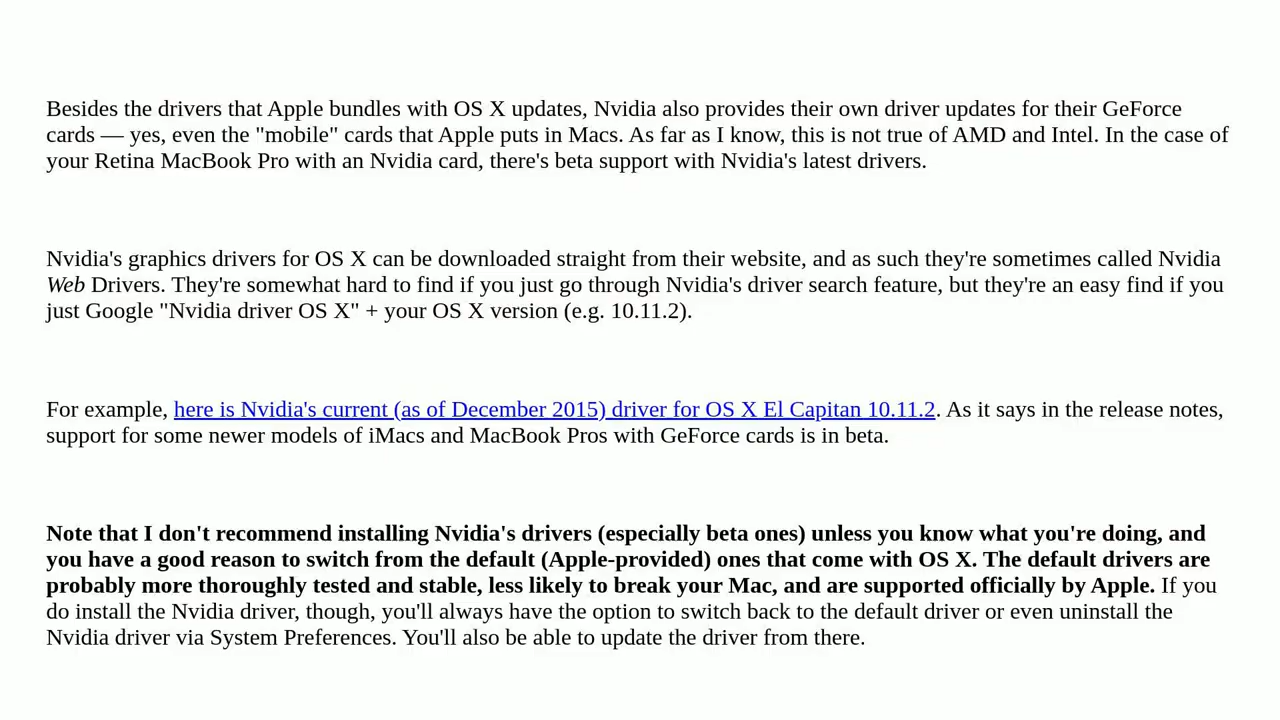 Besides the drivers that Apple bundles with OS X updates, Nvidia also provides their own driver updates for their GeForce
cards — yes, even the "mobile" cards that Apple puts in Macs. As far as I know, this is not true of AMD and Intel. In the case of
your Retina MacBook Pro with an Nvidia card, there's beta support with Nvidia's latest drivers.
Nvidia's graphics drivers for OS X can be downloaded straight from their website, and as such they're sometimes called Nvidia
Web Drivers. They're somewhat hard to find if you just go through Nvidia's driver search feature, but they're an easy find if you
just Google "Nvidia driver OS X" + your OS X version (e.g. 10.11.2).
For example, here is Nvidia's current (as of December 2015) driver for OS X El Capitan 10.11.2. As it says in the release notes,
support for some newer models of iMacs and MacBook Pros with GeForce cards is in beta.
Note that I don't recommend installing Nvidia's drivers (especially beta ones) unless you know what you're doing, and
you have a good reason to switch from the default (Apple-provided) ones that come with OS X. The default drivers are
probably more thoroughly tested and stable, less likely to break your Mac, and are supported officially by Apple. If you
do install the Nvidia driver, though, you'll always have the option to switch back to the default driver or even uninstall the
Nvidia driver via System Preferences. You'll also be able to update the driver from there.